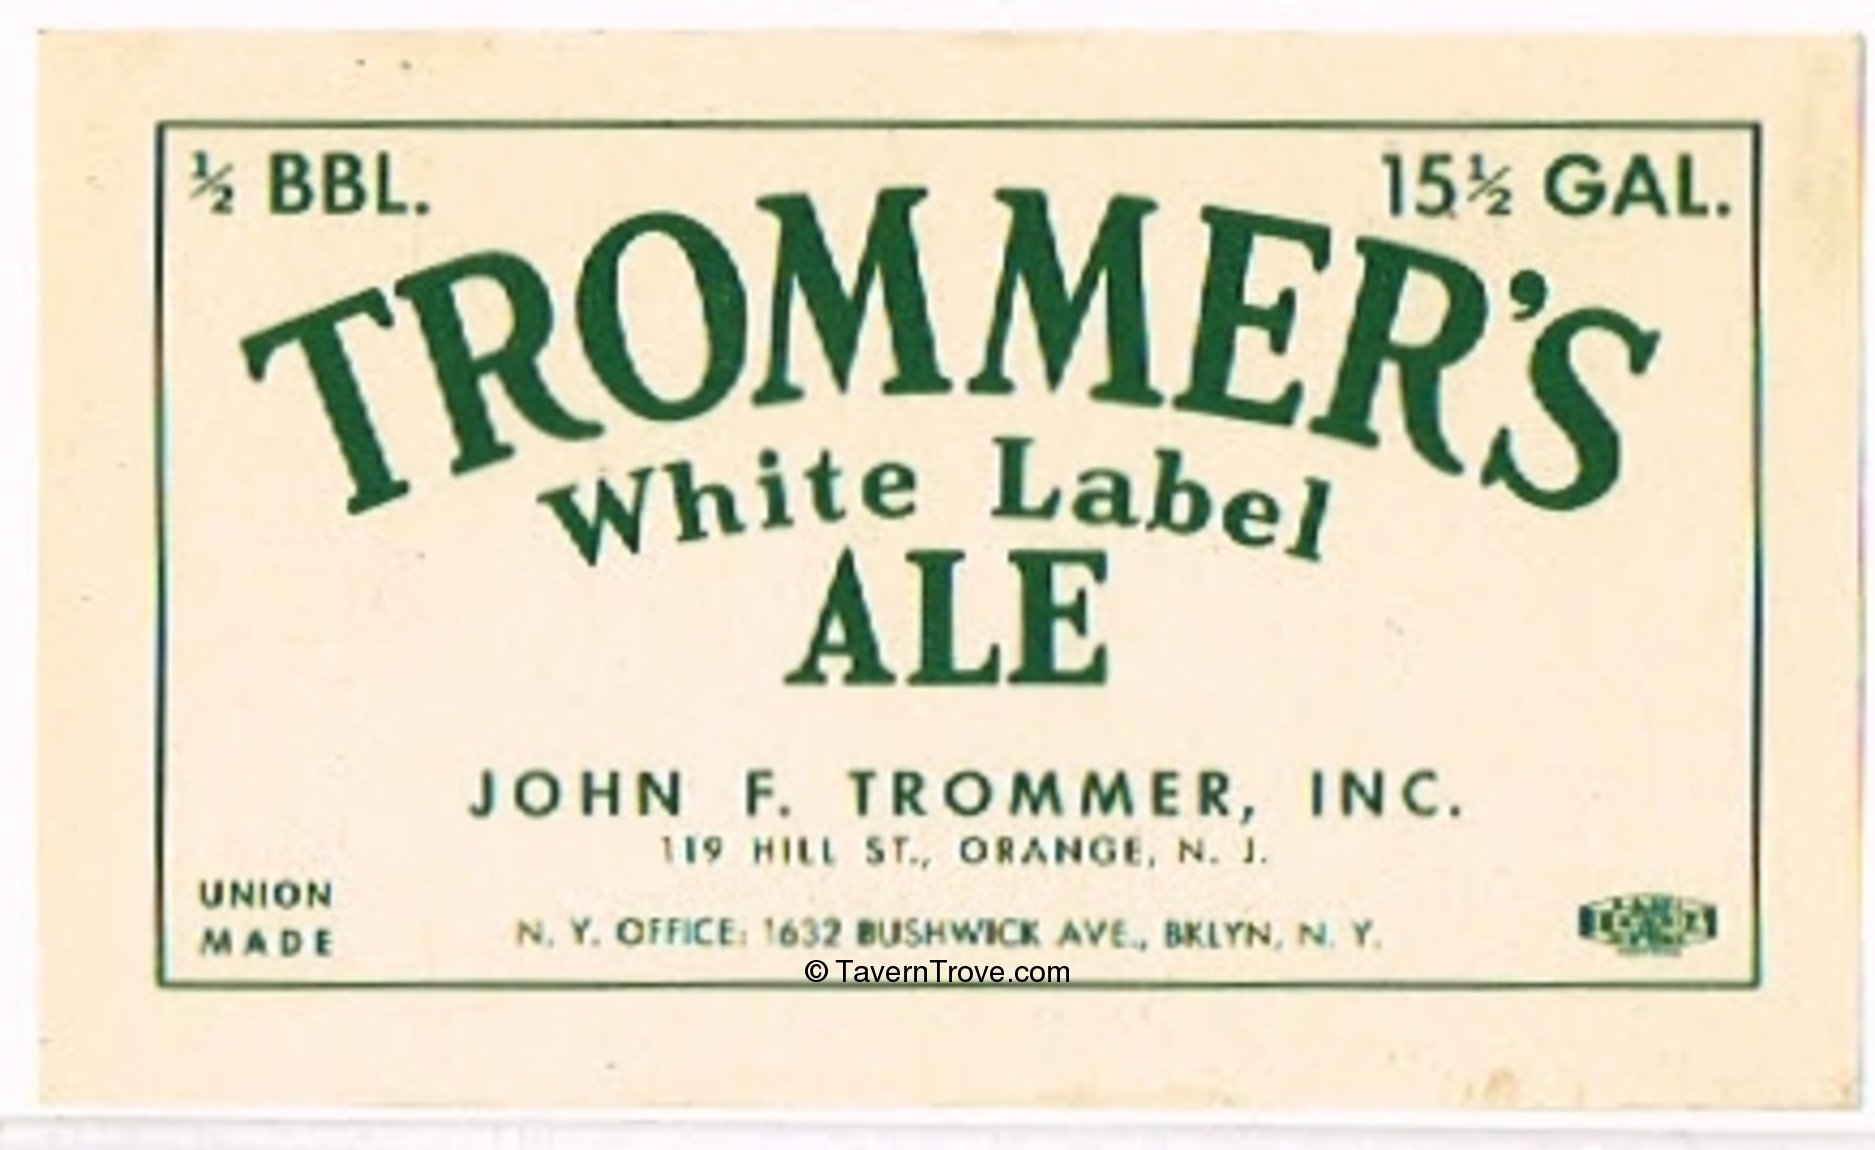 ½ BBL.
15½ GAL.
TROMMER'S
White Label
ALE
JOHN F. TROMMER, INC.
119 HILL ST., ORANGE, N. J.
UNION
MADE
N. Y. OFFICE: 1632 BUSHWICK AVE., BKLYN, N. Y.
© TavernTrove.com